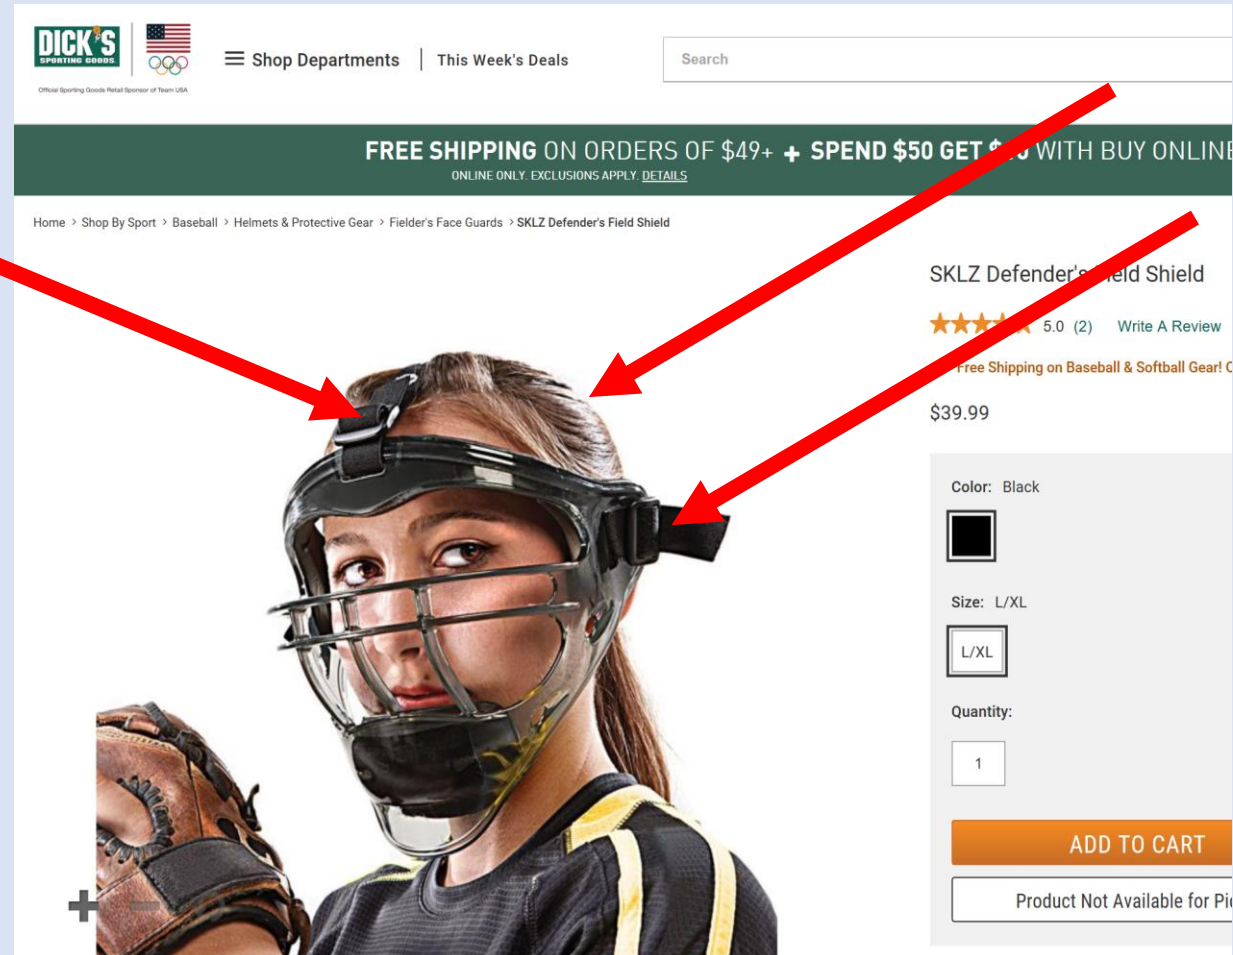 DICK'S
SPORTING GOODS
Official Sporting Goods Retail Sponsor of Team USA
Shop Departments
This Week's Deals
Search
FREE SHIPPING ON ORDERS OF $49+ + SPEND $50 GET WITH BUY ONLINE
ONLINE ONLY. EXCLUSIONS APPLY. DETAILS
Home > Shop By Sport > Baseball > Helmets & Protective Gear > Fielder's Face Guards > SKLZ Defender's Field Shield
SKLZ Defender's Field Shield
5.0 (2) Write A Review
Free Shipping on Baseball & Softball Gear!
$39.99
Color: Black
Size: L/XL
L/XL
Quantity:
1
ADD TO CART
Product Not Available for